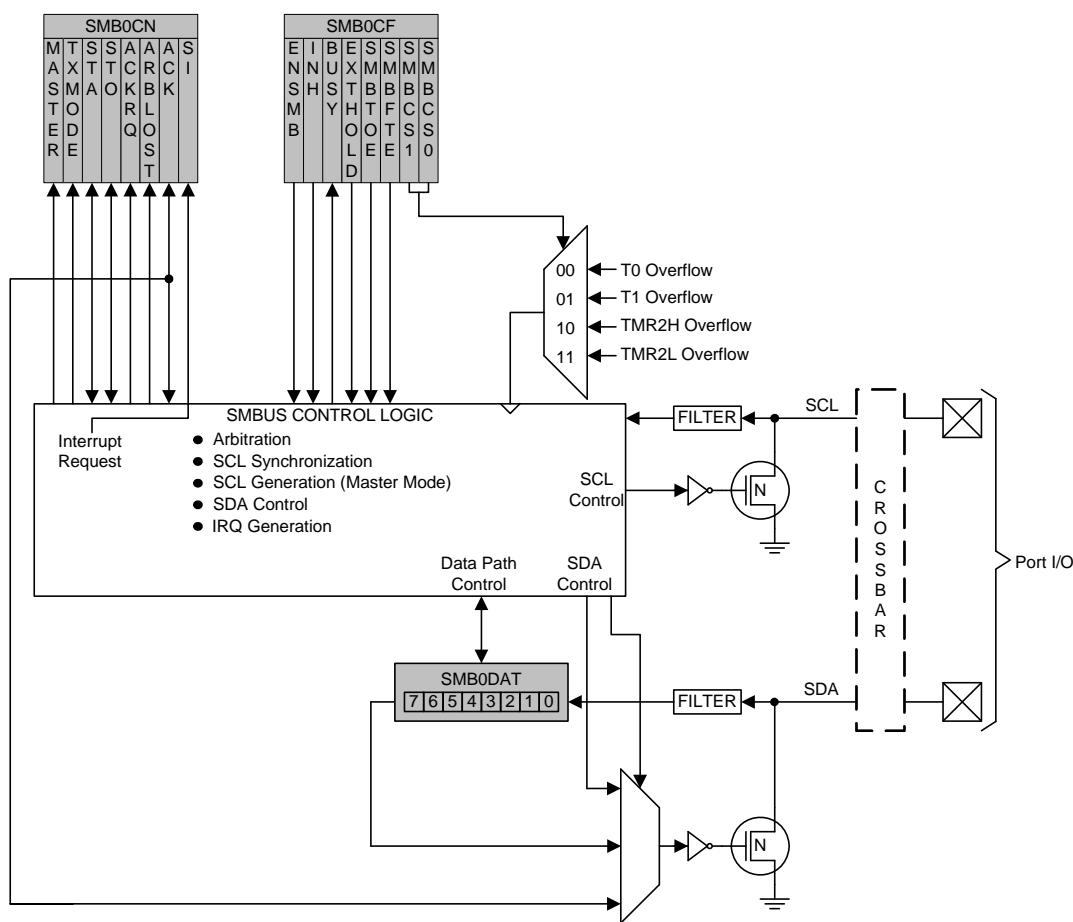 SMB0CN
MASTER
TXMODE
STA
STO
ACKRQ
ARBLOST
ACK
SI
SMB0CF
ENSMB
INH
BUSY
EXTHOLD
SMBTOE
SMBFTE
SMBCS1
SMBCS0
00
T0 Overflow
01
T1 Overflow
10
TMR2H Overflow
11
TMR2L Overflow
SMBUS CONTROL LOGIC
Interrupt
Request
● Arbitration
● SCL Synchronization
● SCL Generation (Master Mode)
● SDA Control
● IRQ Generation
SCL
Control
Data Path
Control
SDA
Control
FILTER
SCL
N
CROSSBAR
Port I/O
SMB0DAT
7 6 5 4 3 2 1 0
FILTER
SDA
N